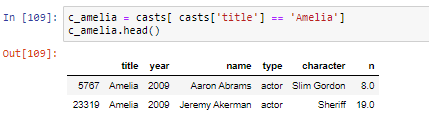 In [109]: c_amelia = casts[ casts['title'] == 'Amelia']
c_amelia.head()
Out[109]:
title year name type character n
5767 Amelia 2009 Aaron Abrams actor Slim Gordon 8.0
23319 Amelia 2009 Jeremy Akerman actor Sheriff 19.0